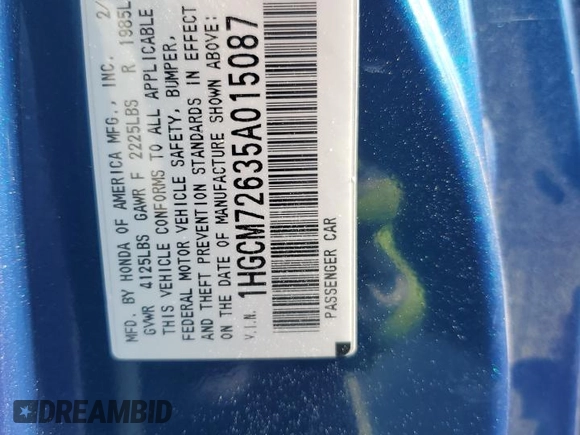 MFD. BY HONDA OF AMERICA MFG., INC. 2/
GVWR 4125LBS GAWR F 2225LBS R 1985L
THIS VEHICLE CONFORMS TO ALL APPLICABLE
FEDERAL MOTOR VEHICLE SAFETY, BUMPER,
AND THEFT PREVENTION STANDARDS IN EFFECT
ON THE DATE OF MANUFACTURE SHOWN ABOVE:
V.I.N. 1HGCM72635A015087
PASSENGER CAR
DREAMBID